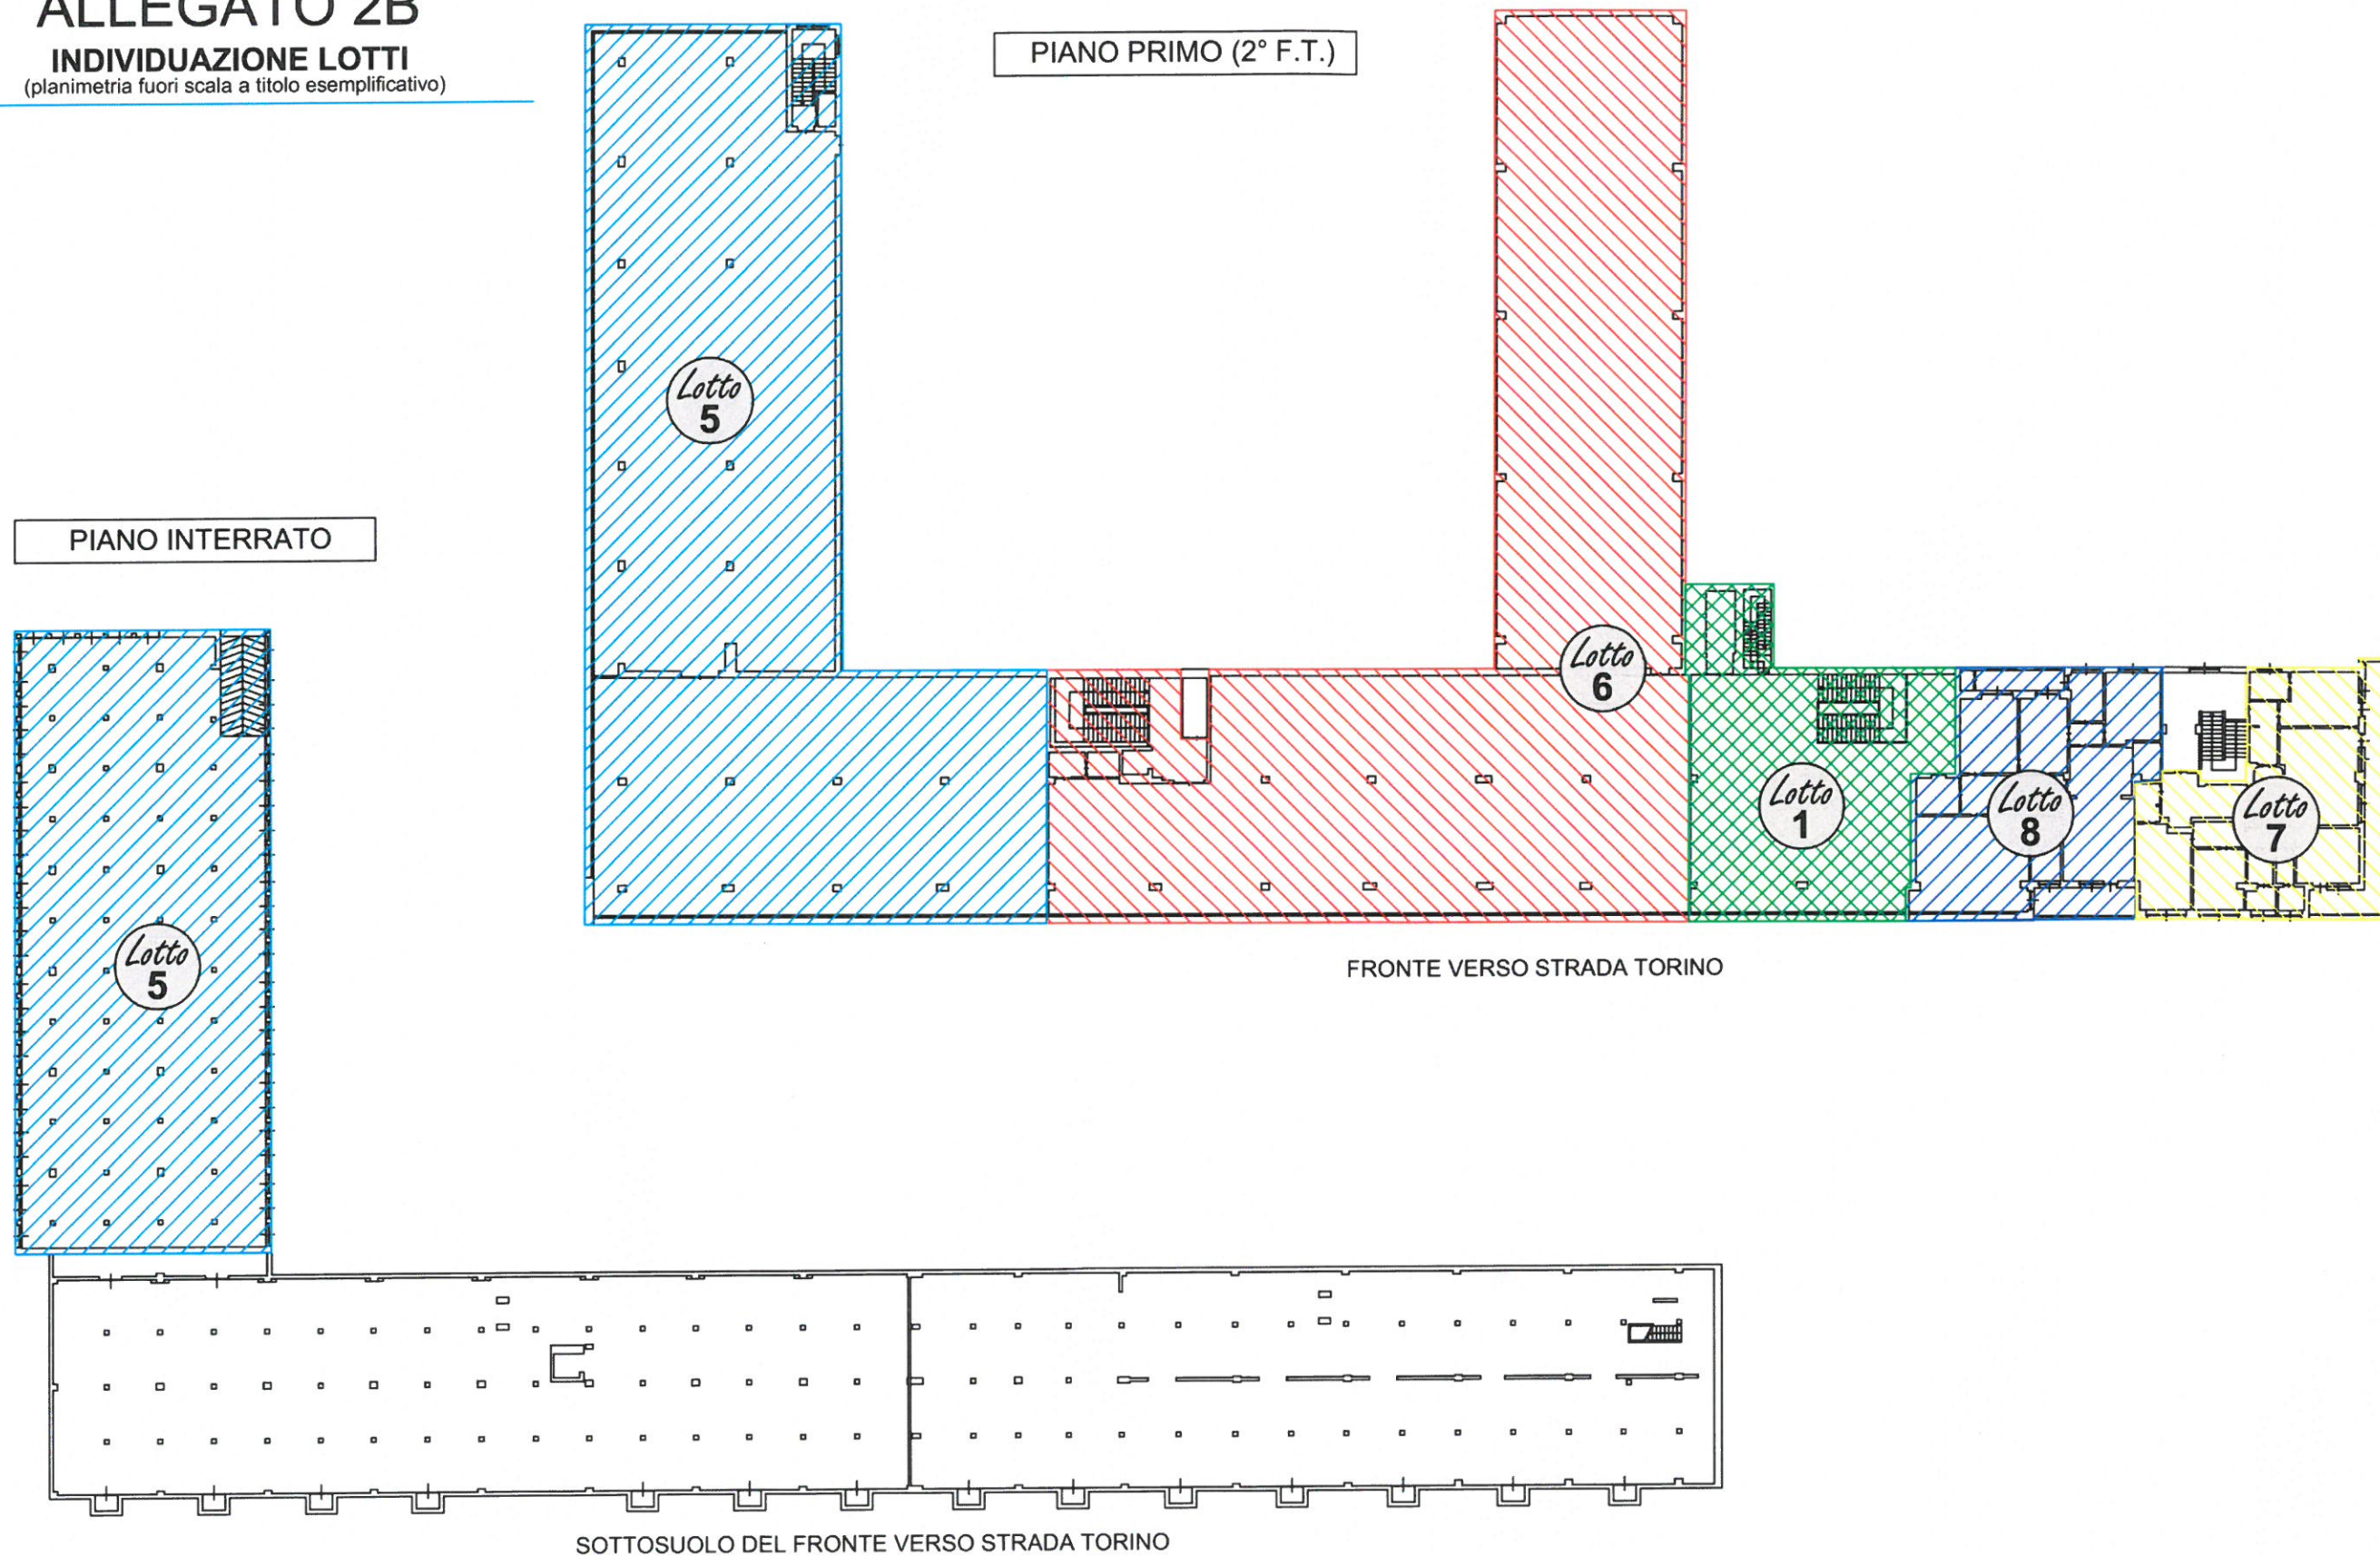 ALLEGATO 2B
INDIVIDUAZIONE LOTTI
(planimetria fuori scala a titolo esemplificativo)
PIANO PRIMO (2° F.T.)
Lotto
5
PIANO INTERRATO
Lotto
6
Lotto
1
Lotto
8
Lotto
7
Lotto
5
FRONTE VERSO STRADA TORINO
SOTTOSUOLO DEL FRONTE VERSO STRADA TORINO